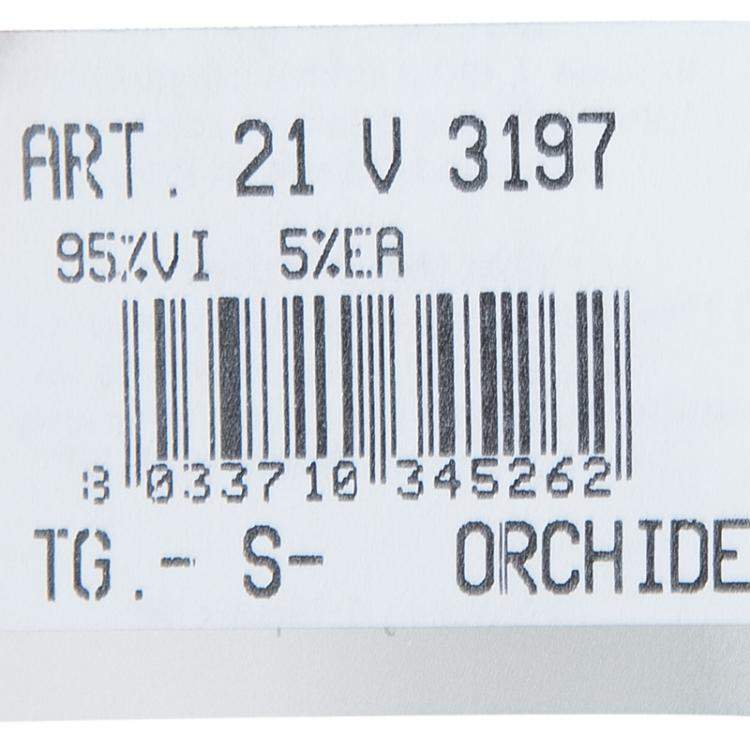 ART. 21 V 3197
95%VI 5%EA
8 033710 345262
TG.- S- ORCHIDE